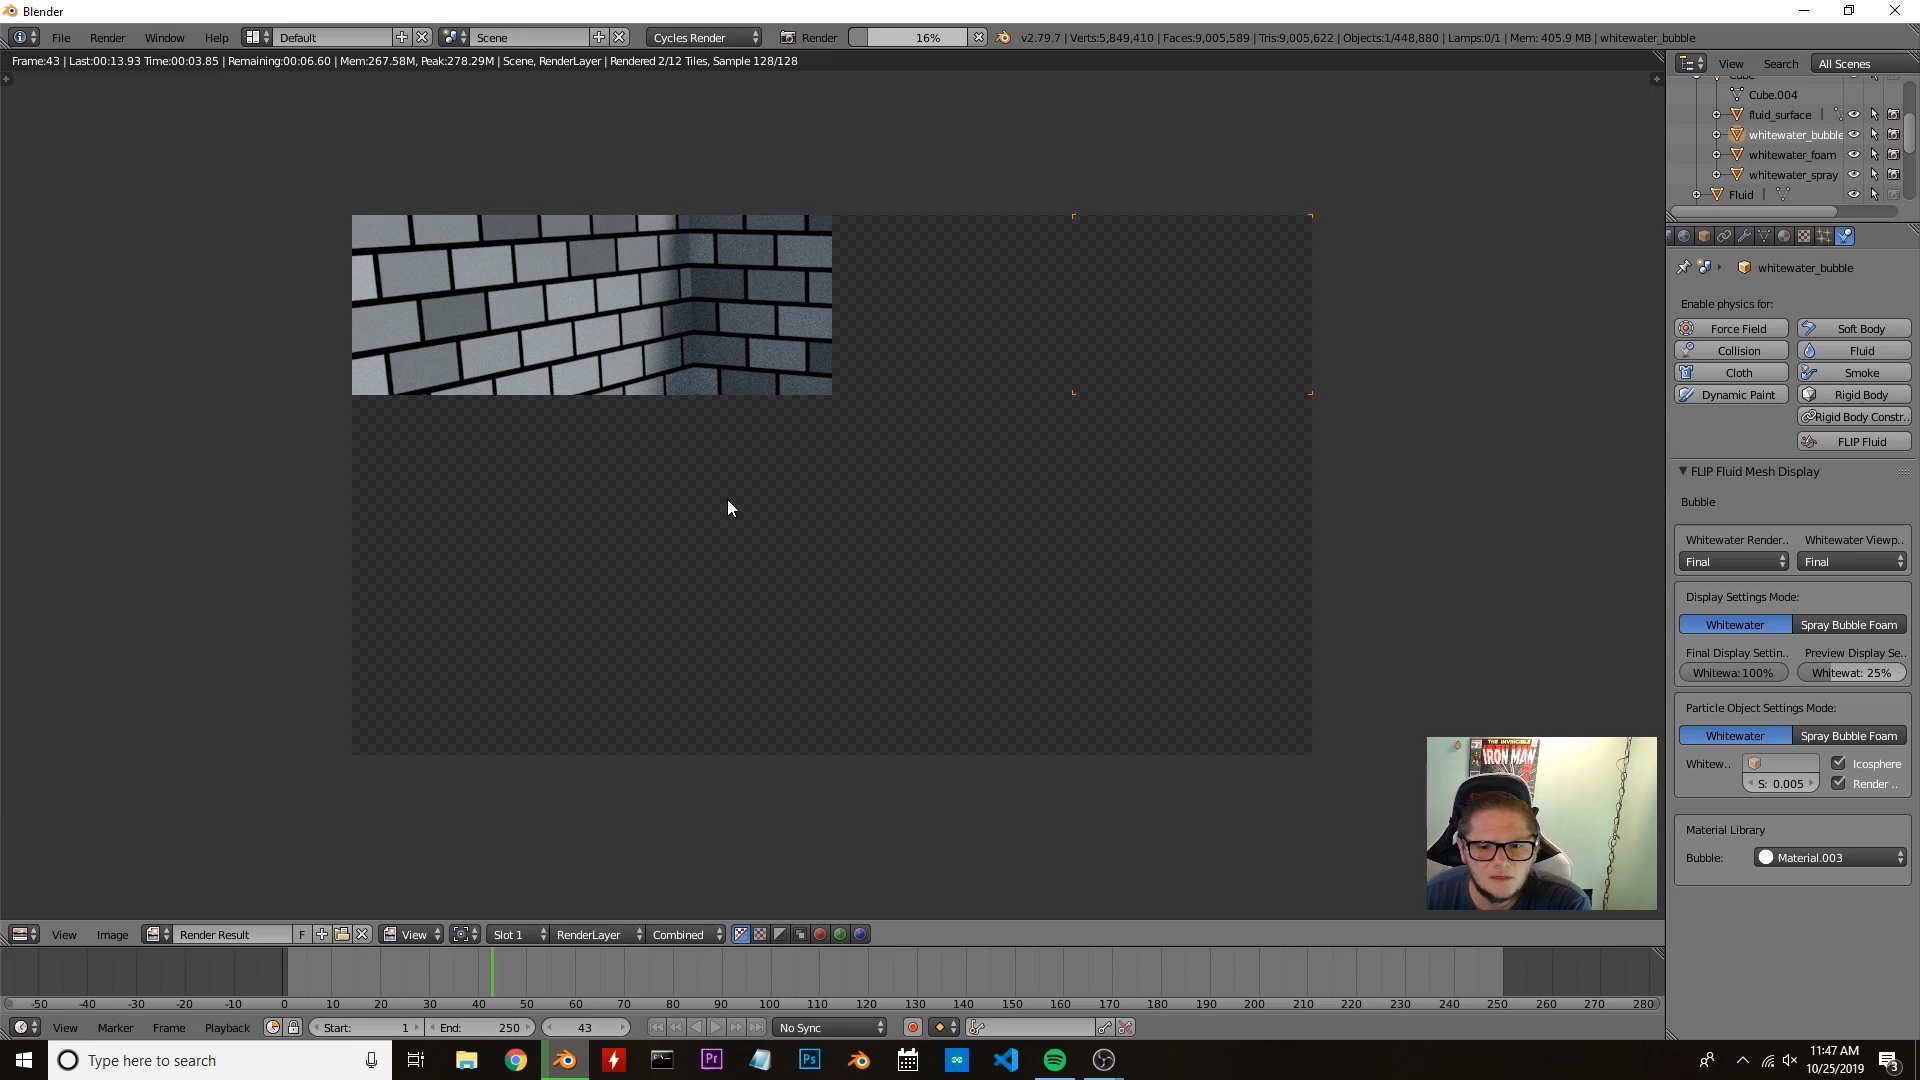 Blender
File Render Window Help Default Scene Cycles Render Render 16% v2.79.7 | Verts:5,849,410 | Faces:9,005,589 | Tris:9,005,622 | Objects:1/448,880 | Lamps:0/1 | Mem: 405.9 MB | whitewater_bubble
Frame:43 | Last:00:13.93 Time:00:03.85 | Remaining:00:06.60 | Mem:267.58M, Peak:278.29M | Scene, RenderLayer | Rendered 2/12 Tiles, Sample 128/128
View Search All Scenes
Cube
Cube.004
fluid_surface
whitewater_bubble
whitewater_foam
whitewater_spray
Fluid
whitewater_bubble
Enable physics for:
Force Field Soft Body
Collision Fluid
Cloth Smoke
Dynamic Paint Rigid Body
Rigid Body Constr..
FLIP Fluid
FLIP Fluid Mesh Display
Bubble
Whitewater Render.. Whitewater Viewp..
Final Final
Display Settings Mode:
Whitewater Spray Bubble Foam
Final Display Settin.. Preview Display Se..
Whitewa: 100% Whitewat: 25%
Particle Object Settings Mode:
Whitewater Spray Bubble Foam
Whitew.. Icosphere
S: 0.005 Render ..
Material Library
Bubble: Material.003
THE INVINCIBLE
IRON MAN
View Image Render Result F View Slot 1 RenderLayer Combined
-50 -40 -30 -20 -10 0 10 20 30 40 50 60 70 80 90 100 110 120 130 140 150 160 170 180 190 200 210 220 230 240 250 260 270 280
View Marker Frame Playback Start: 1 End: 250 43 No Sync
Type here to search
Pr
Ps
11:47 AM
10/25/2019
3